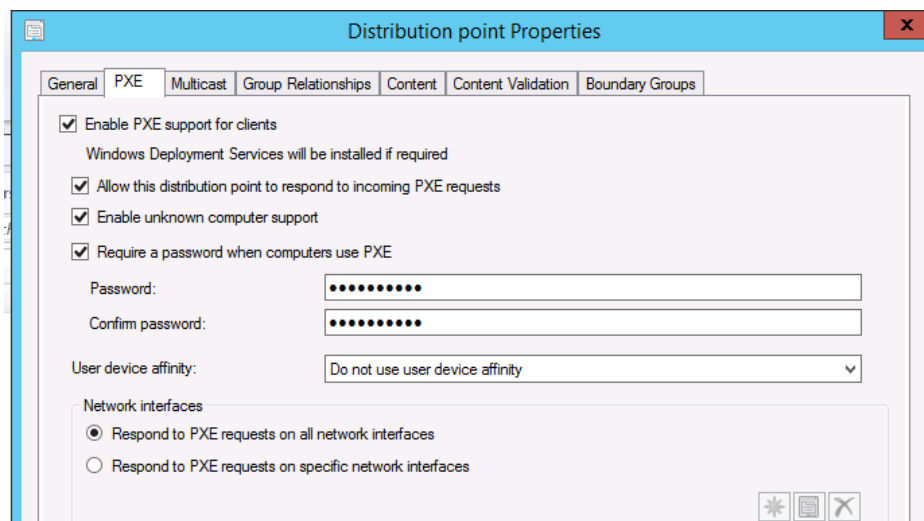 Distribution point Properties
x
General PXE Multicast Group Relationships Content Content Validation Boundary Groups
Enable PXE support for clients
Windows Deployment Services will be installed if required
Allow this distribution point to respond to incoming PXE requests
Enable unknown computer support
Require a password when computers use PXE
Password: ●●●●●●●●●●
Confirm password: ●●●●●●●●●●
User device affinity: Do not use user device affinity
Network interfaces
Respond to PXE requests on all network interfaces
Respond to PXE requests on specific network interfaces